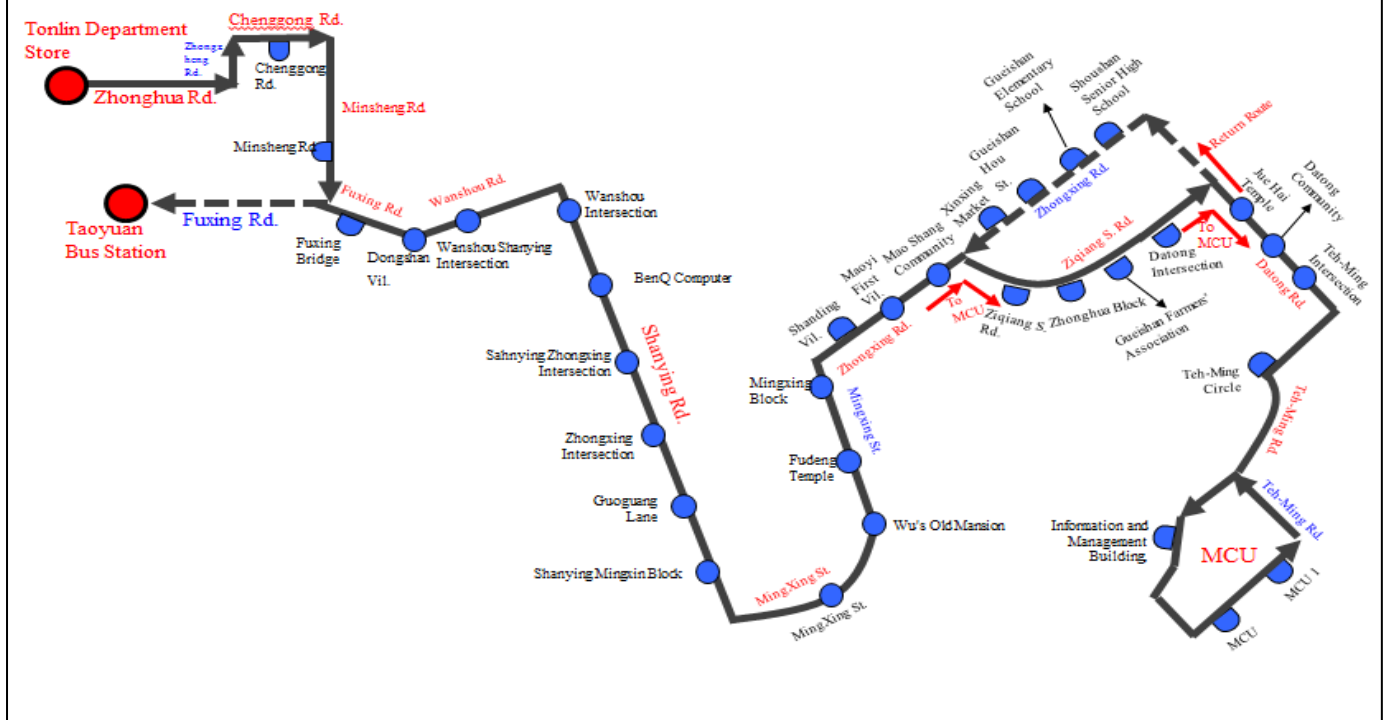 Tonlin Department
Store
Zhonghua Rd.
Zhongz
heng
Rd.
Chenggong Rd.
Chenggong
Rd.
Minsheng Rd
Minsheng Rd.
Taoyuan
Bus Station
Fuxing Rd.
Fuxing Rd.
Fuxing
Bridge
Dongshan
Vil.
Wanshou Rd.
Wanshou Shanying
Intersection
Wanshou
Intersection
BenQ Computer
Shanying Rd.
Sahnying Zhongxing
Intersection
Zhongxing
Intersection
Guoguang
Lane
Shanying Mingxin Block
MingXing St.
MingXing St.
Wu's Old Mansion
Fudeng
Temple
Mingxing St.
Mingxing
Block
Shanding
Vil.
Maoyi
First
Vil.
Mao Shang
Community
Zhongxing Rd.
To
MCU
Xinxing
Market
Gueishan
Hou
St.
Gueishan
Elementary
School
Shoushan
Senior High
School
Zhongxing Rd.
Ziqiang S. Rd.
Ziqiang S.
Rd.
Zhonghua Block
Gueishan Farmers'
Association
Datong
Intersection
To
MCU
Return Route
Jue Hai
Temple
Datong
Community
Teh-Ming
Intersection
Datong Rd.
Teh-Ming
Circle
Teh-Ming Rd.
Teh-Ming Rd.
Information and
Management
Building
MCU
MCU 1
MCU